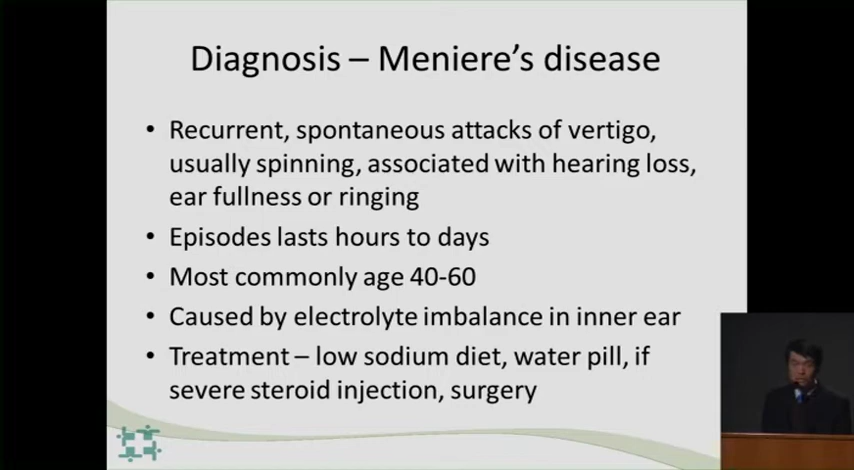 Diagnosis – Meniere's disease
• Recurrent, spontaneous attacks of vertigo,
usually spinning, associated with hearing loss,
ear fullness or ringing
• Episodes lasts hours to days
• Most commonly age 40-60
• Caused by electrolyte imbalance in inner ear
• Treatment – low sodium diet, water pill, if
severe steroid injection, surgery